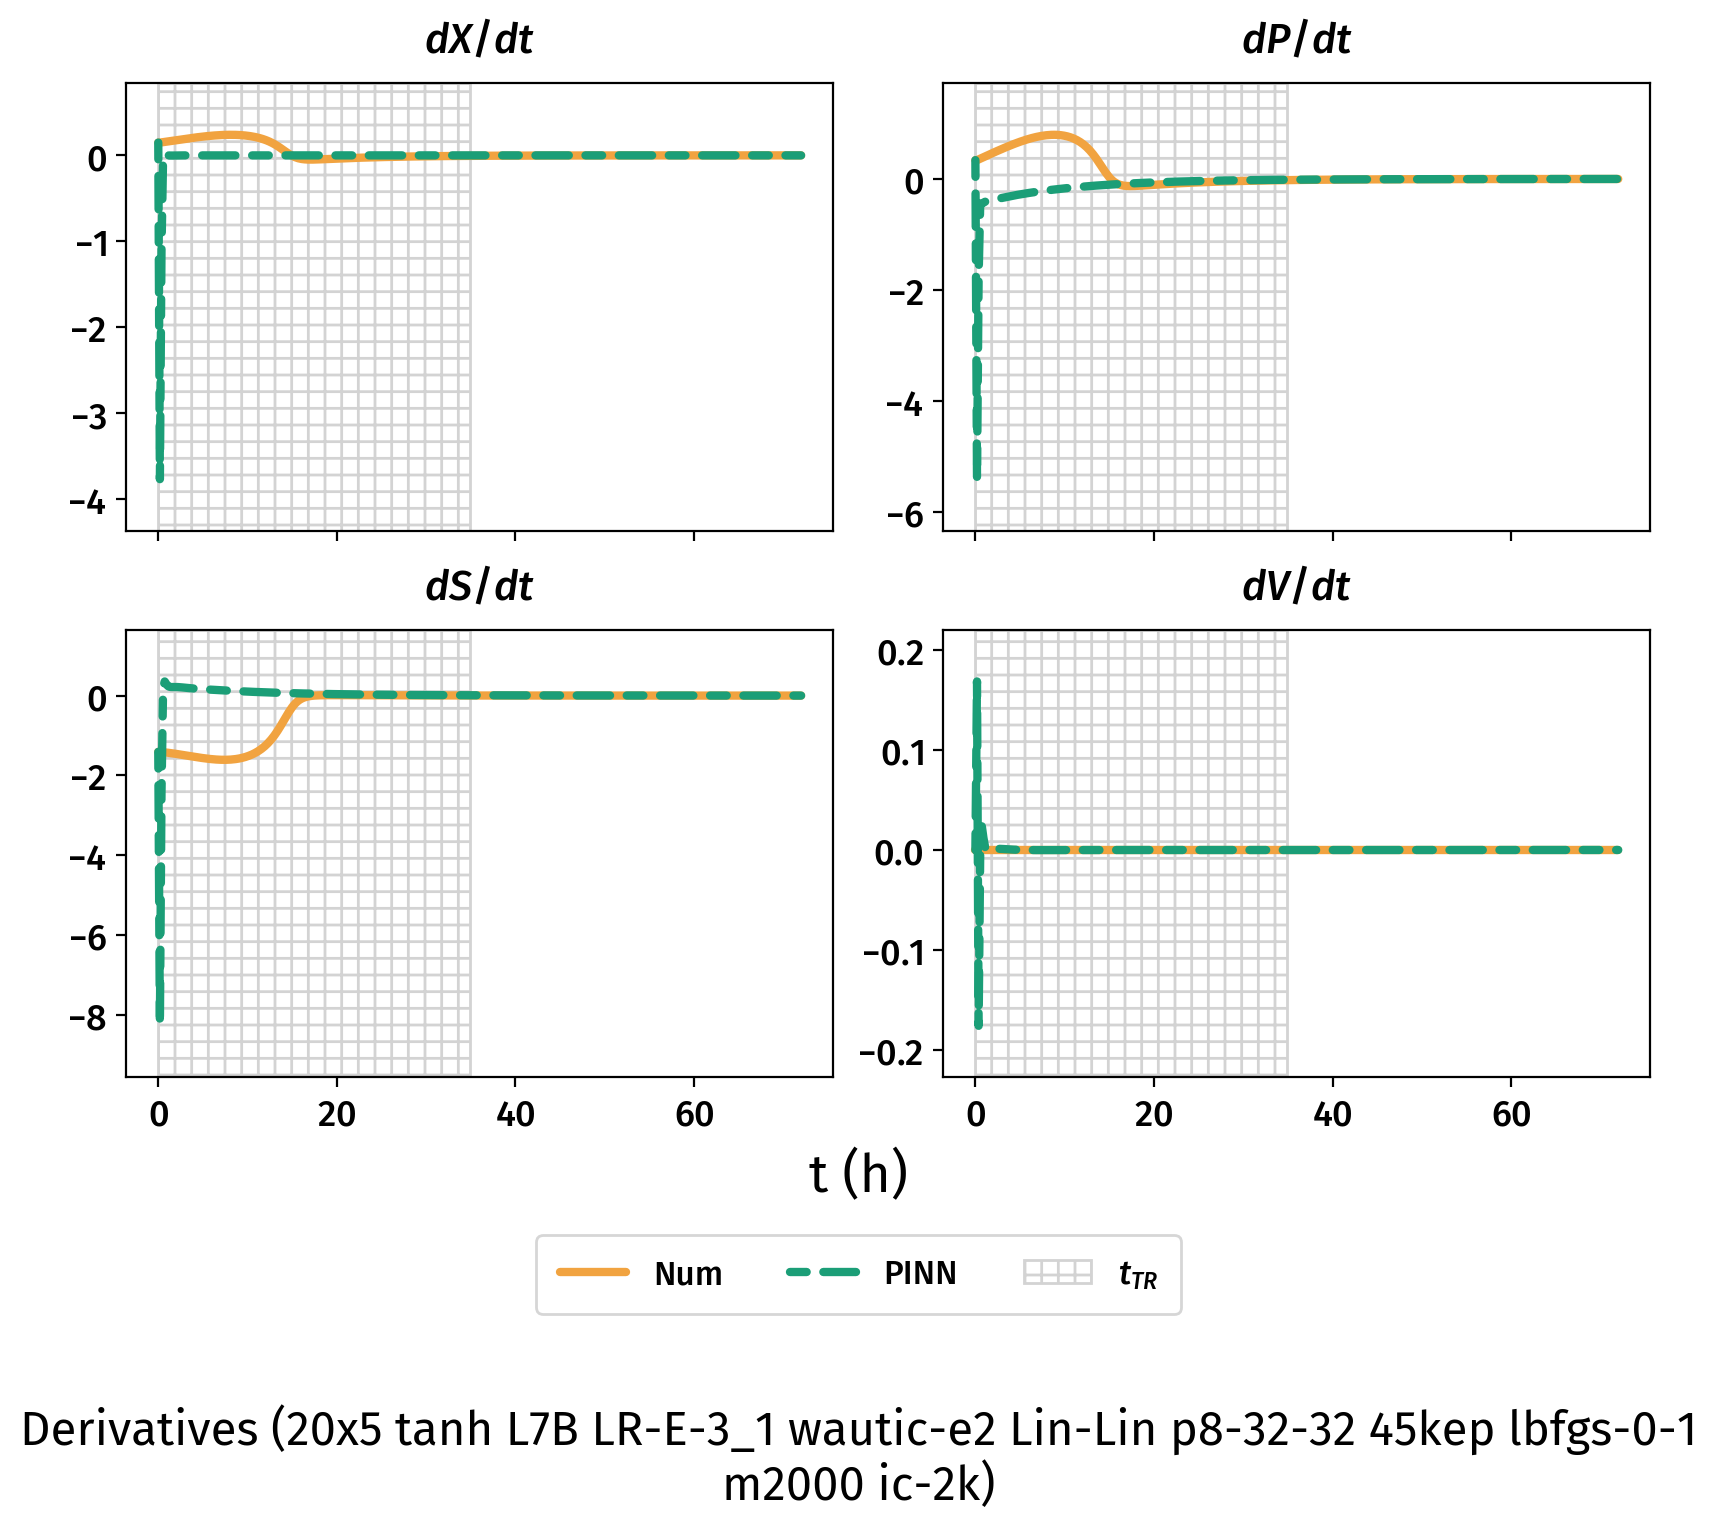 dX/dt
dP/dt
0
−1
−2
−3
−4
0
−2
−4
−6
dS/dt
dV/dt
0
−2
−4
−6
−8
0.2
0.1
0.0
−0.1
−0.2
0 20 40 60
0 20 40 60
t (h)
Num PINN tTR
Derivatives (20x5 tanh L7B LR-E-3_1 wautic-e2 Lin-Lin p8-32-32 45kep lbfgs-0-1
m2000 ic-2k)